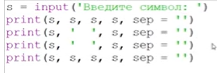 s = input('Введите символ: ')
print(s, s, s, s, sep = '')
print(s, ' ', ' ', s, sep = '')
print(s, ' ', ' ', s, sep = '')
print(s, s, s, s, sep = '')